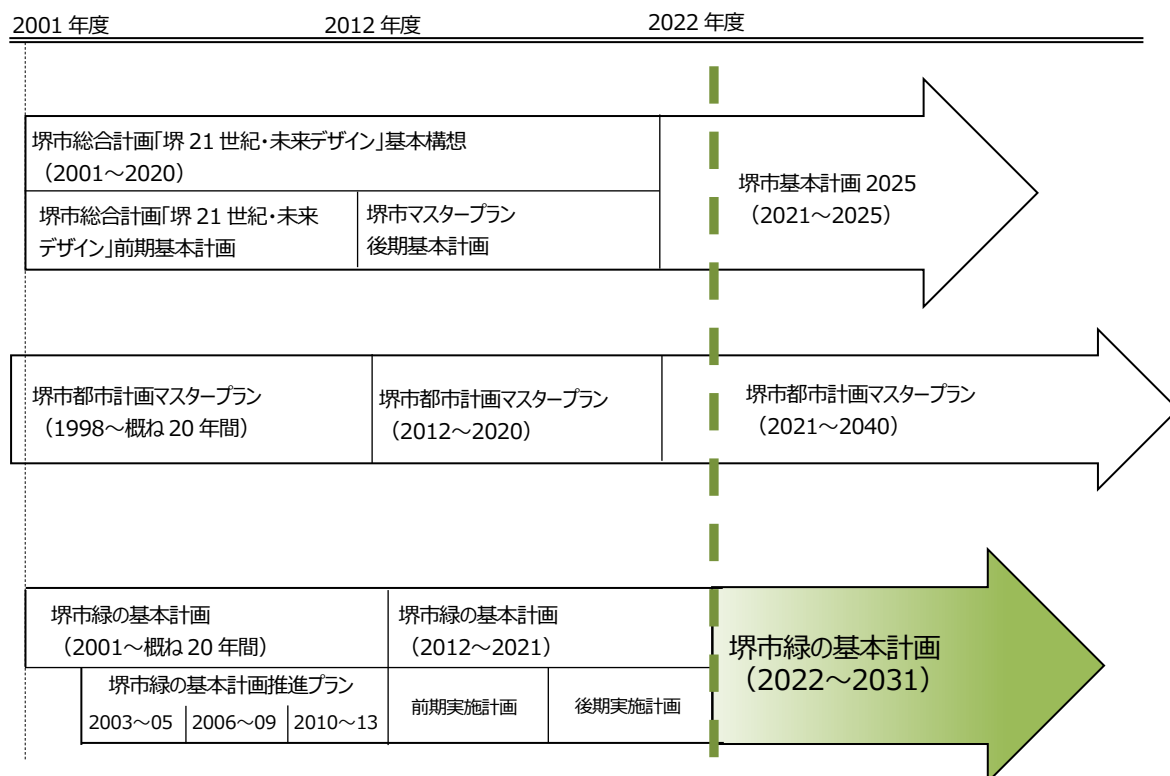 2001 年度
2012 年度
2022 年度
堺市総合計画「堺 21 世紀・未来デザイン」基本構想
（2001～2020）
堺市総合計画「堺 21 世紀・未来
デザイン」前期基本計画
堺市マスタープラン
後期基本計画
堺市基本計画 2025
（2021～2025）
堺市都市計画マスタープラン
（1998～概ね 20 年間）
堺市都市計画マスタープラン
（2012～2020）
堺市都市計画マスタープラン
（2021～2040）
堺市緑の基本計画
（2001～概ね 20 年間）
堺市緑の基本計画
（2012～2021）
堺市緑の基本計画
（2022～2031）
堺市緑の基本計画推進プラン
2003～05
2006～09
2010～13
前期実施計画
後期実施計画